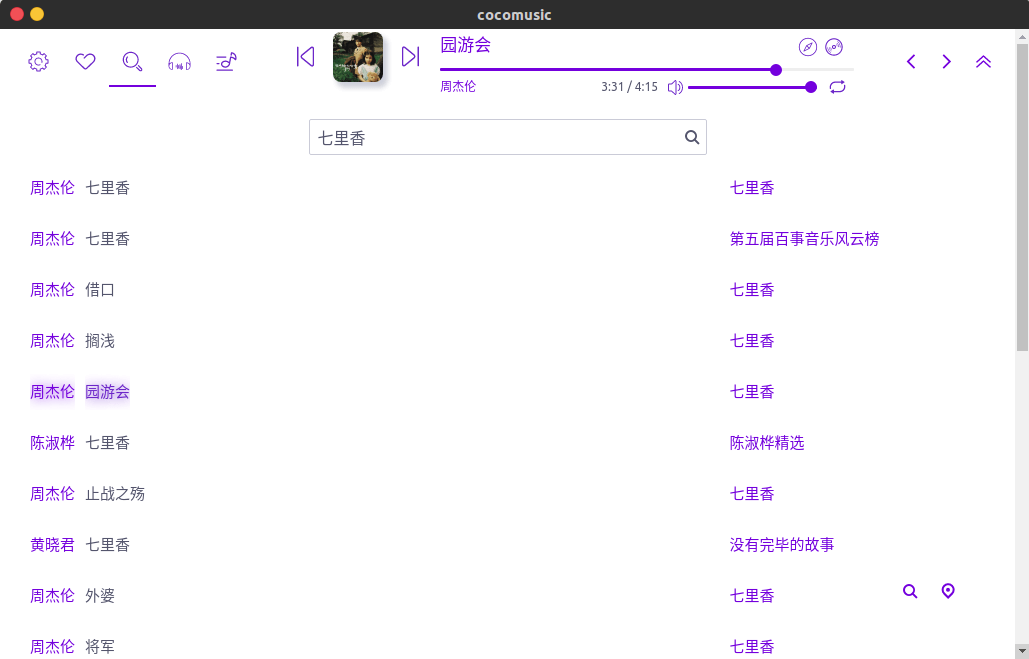 cocomusic
园游会
周杰伦 3:31 / 4:15
七里香
周杰伦 七里香 七里香
周杰伦 七里香 第五届百事音乐风云榜
周杰伦 借口 七里香
周杰伦 搁浅 七里香
周杰伦 园游会 七里香
陈淑桦 七里香 陈淑桦精选
周杰伦 止战之殇 七里香
黄晓君 七里香 没有完毕的故事
周杰伦 外婆 七里香
周杰伦 将军 七里香